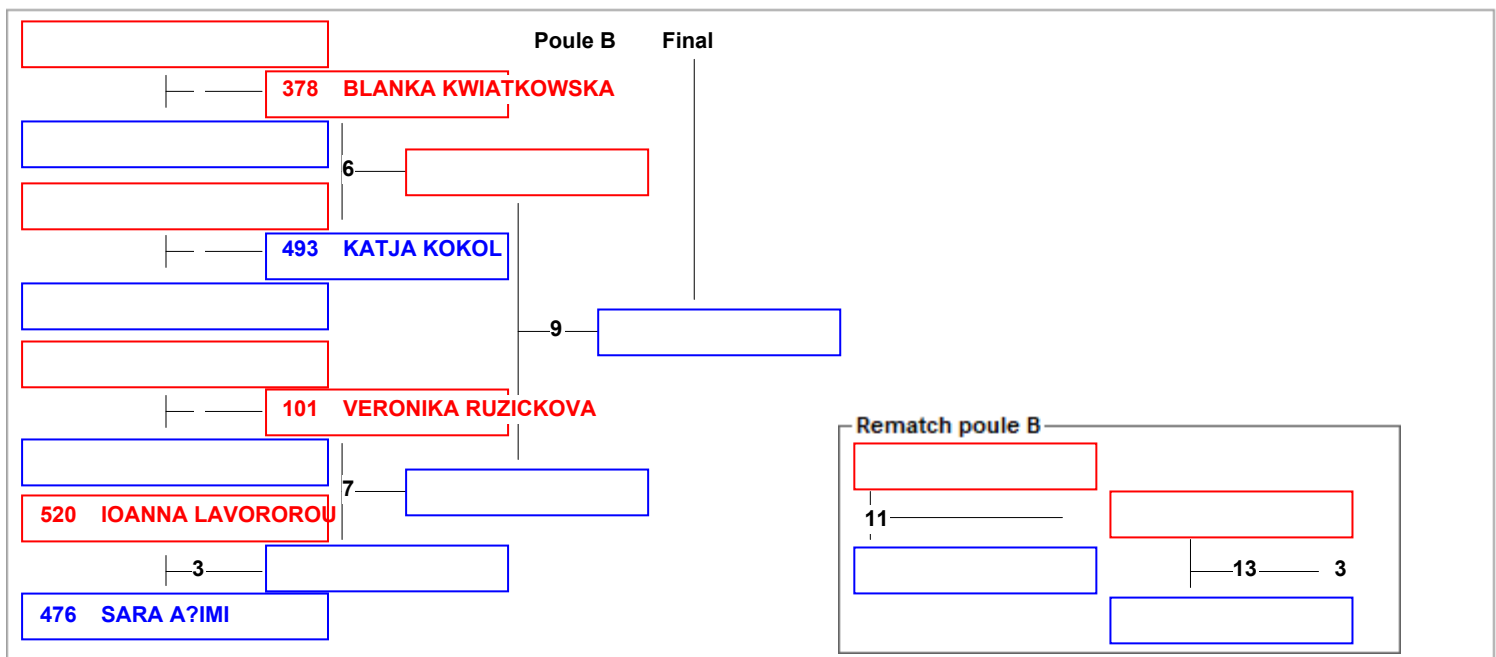 Poule B Final
378 BLANKA KWIATKOWSKA
6
493 KATJA KOKOL
9
101 VERONIKA RUZICKOVA
7
520 IOANNA LAVOROROU
3
476 SARA A?IMI
Rematch poule B
11
13 3